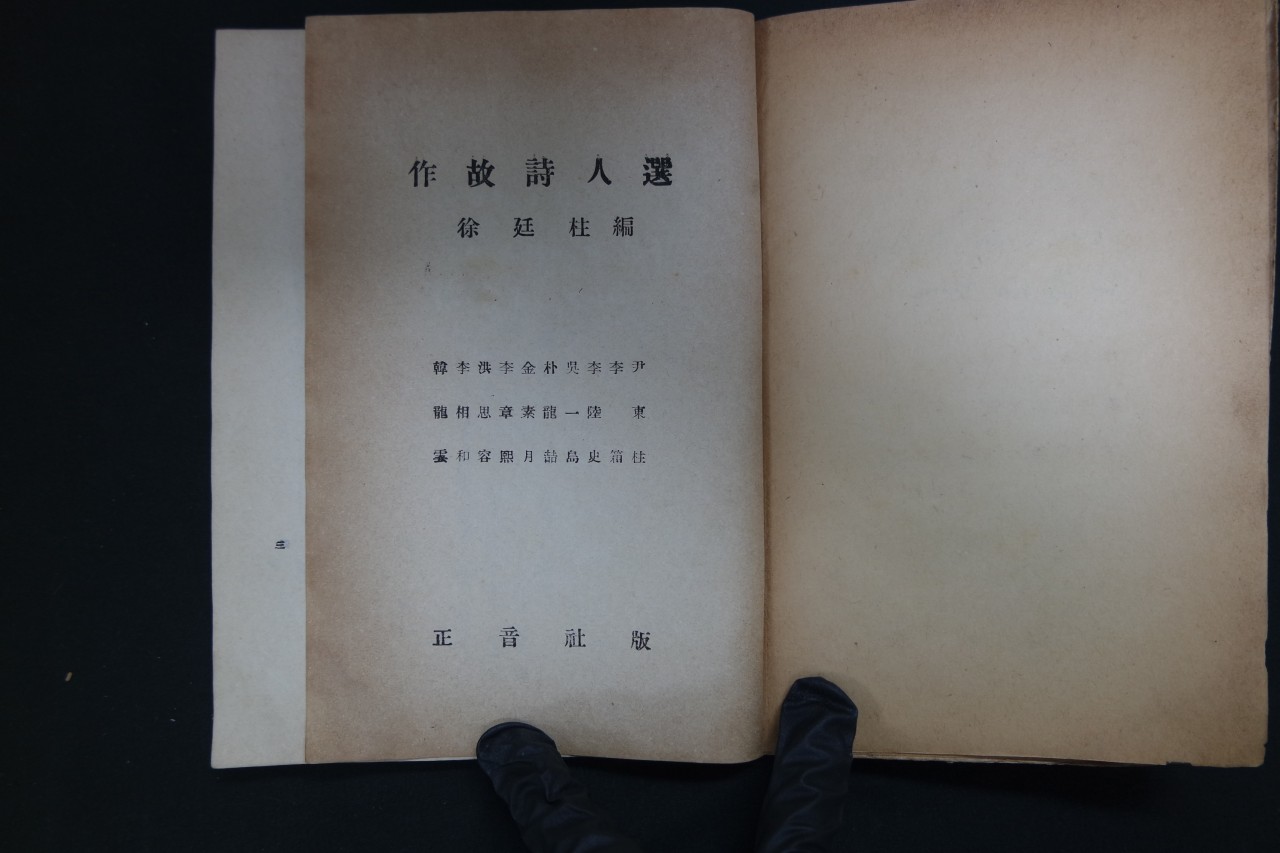 作故詩人選
徐廷柱編
韓龍雲
李相和
洪思容
李章熙
金素月
朴龍喆
吳一島
李陸史
李箱
尹東柱
正音社版
三